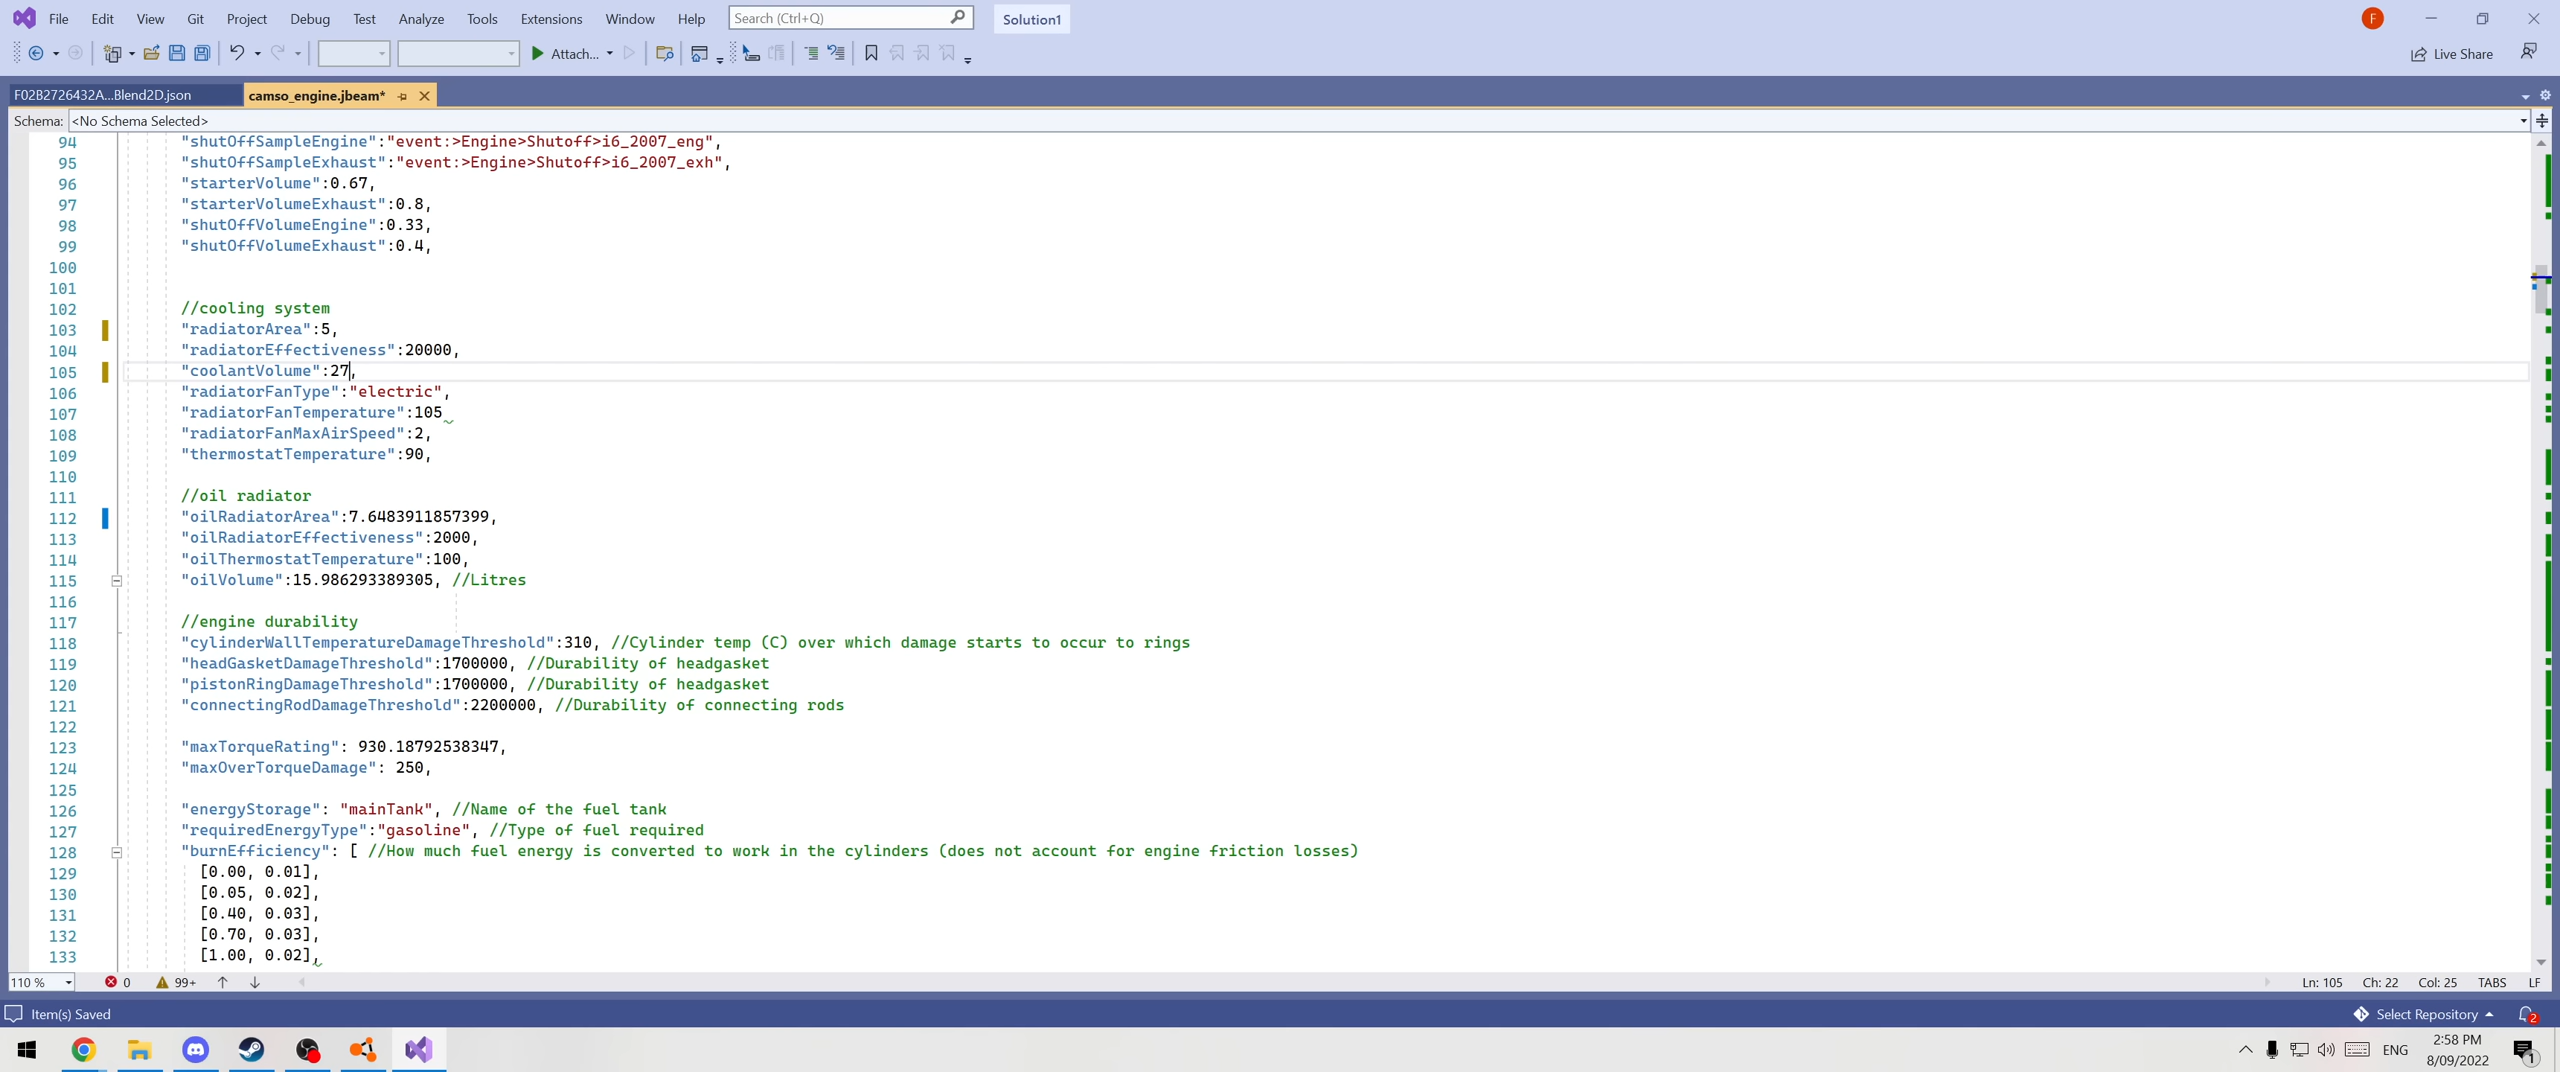 File Edit View Git Project Debug Test Analyze Tools Extensions Window Help Search (Ctrl+Q) Solution1 F
Attach... Live Share
F02B2726432A...Blend2D.json camso_engine.jbeam*
Schema: <No Schema Selected>
94 "shutOffSampleEngine":"event:>Engine>Shutoff>i6_2007_eng",
95 "shutOffSampleExhaust":"event:>Engine>Shutoff>i6_2007_exh",
96 "starterVolume":0.67,
97 "starterVolumeExhaust":0.8,
98 "shutOffVolumeEngine":0.33,
99 "shutOffVolumeExhaust":0.4,
100
101
102 //cooling system
103 "radiatorArea":5,
104 "radiatorEffectiveness":20000,
105 "coolantVolume":27,
106 "radiatorFanType":"electric",
107 "radiatorFanTemperature":105
108 "radiatorFanMaxAirSpeed":2,
109 "thermostatTemperature":90,
110
111 //oil radiator
112 "oilRadiatorArea":7.6483911857399,
113 "oilRadiatorEffectiveness":2000,
114 "oilThermostatTemperature":100,
115 "oilVolume":15.986293389305, //Litres
116
117 //engine durability
118 "cylinderWallTemperatureDamageThreshold":310, //Cylinder temp (C) over which damage starts to occur to rings
119 "headGasketDamageThreshold":1700000, //Durability of headgasket
120 "pistonRingDamageThreshold":1700000, //Durability of headgasket
121 "connectingRodDamageThreshold":2200000, //Durability of connecting rods
122
123 "maxTorqueRating": 930.18792538347,
124 "maxOverTorqueDamage": 250,
125
126 "energyStorage": "mainTank", //Name of the fuel tank
127 "requiredEnergyType":"gasoline", //Type of fuel required
128 "burnEfficiency": [ //How much fuel energy is converted to work in the cylinders (does not account for engine friction losses)
129 [0.00, 0.01],
130 [0.05, 0.02],
131 [0.40, 0.03],
132 [0.70, 0.03],
133 [1.00, 0.02],
110 % 0 99+ Ln: 105 Ch: 22 Col: 25 TABS LF
Item(s) Saved Select Repository 2
ENG 2:58 PM
8/09/2022 1